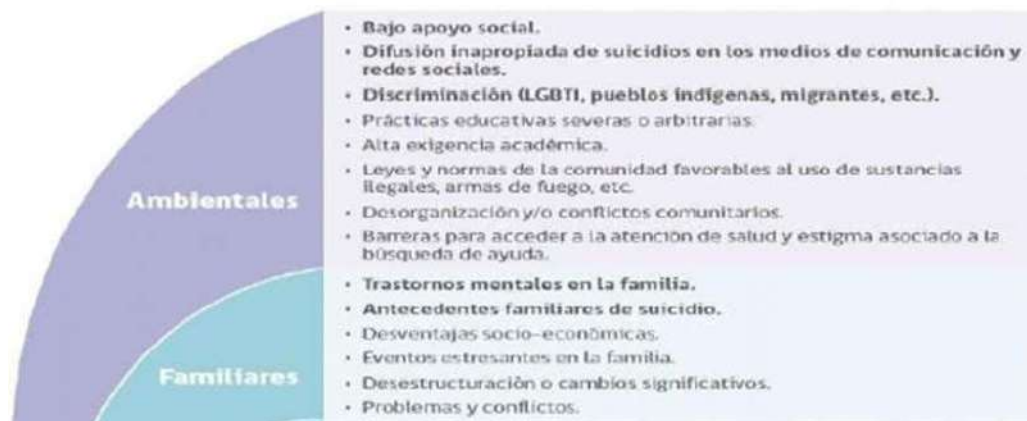 • Bajo apoyo social.
• Difusión inapropiada de suicidios en los medios de comunicación y
redes sociales.
• Discriminación (LGBTI, pueblos indígenas, migrantes, etc.).
• Prácticas educativas severas o arbitrarias.
• Alta exigencia académica.
• Leyes y normas de la comunidad favorables al uso de sustancias
ilegales, armas de fuego, etc.
Ambientales
• Desorganización y/o conflictos comunitarios.
• Barreras para acceder a la atención de salud y estigma asociado a la
búsqueda de ayuda.
• Trastornos mentales en la familia.
• Antecedentes familiares de suicidio.
• Desventajas socio-económicas.
• Eventos estresantes en la familia.
Familiares
• Desestructuración o cambios significativos.
• Problemas y conflictos.